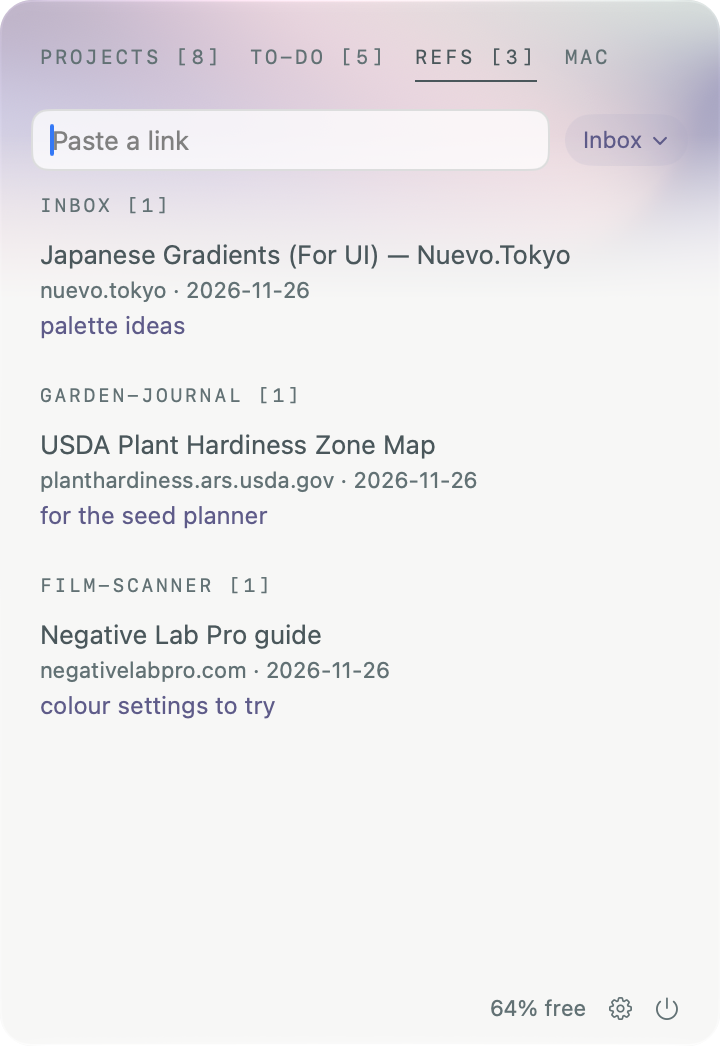 PROJECTS [8] TO-DO [5] REFS [3] MAC
Paste a link Inbox
INBOX [1]
Japanese Gradients (For UI) — Nuevo.Tokyo
nuevo.tokyo · 2026-11-26
palette ideas
GARDEN-JOURNAL [1]
USDA Plant Hardiness Zone Map
planthardiness.ars.usda.gov · 2026-11-26
for the seed planner
FILM-SCANNER [1]
Negative Lab Pro guide
negativelabpro.com · 2026-11-26
colour settings to try
64% free